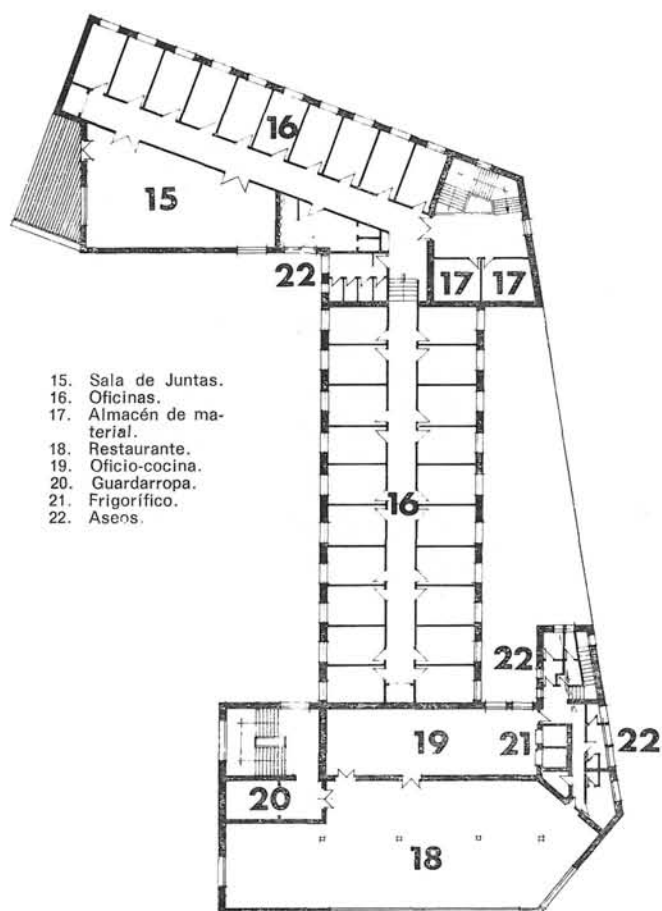 16
15
22
17 17
15. Sala de Juntas.
16. Oficinas.
17. Almacén de ma-
terial.
18. Restaurante.
19. Oficio-cocina.
20. Guardarropa.
21. Frigorífico.
22. Aseos.
16
22
19
21
22
20
18